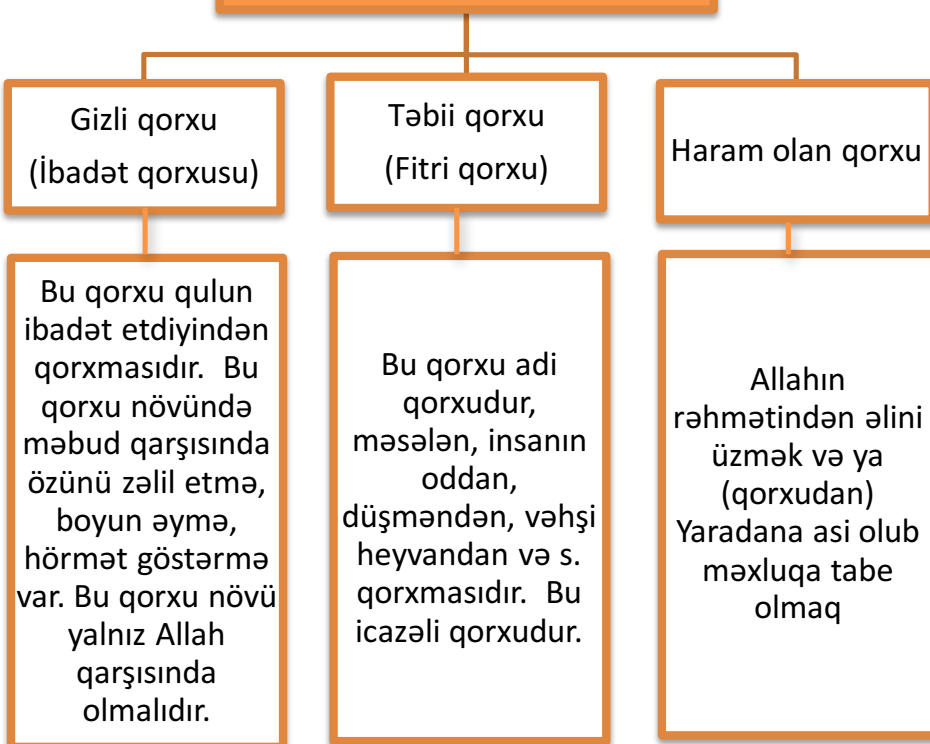 Gizli qorxu
(İbadət qorxusu)
Bu qorxu qulun
ibadət etdiyindən
qorxmasıdır. Bu
qorxu növündə
məbud qarşısında
özünü zəlil etmə,
boyun əymə,
hörmət göstərmə
var. Bu qorxu növü
yalnız Allah
qarşısında
olmalıdır.
Təbii qorxu
(Fitri qorxu)
Bu qorxu adi
qorxudur,
məsələn, insanın
oddan,
düşməndən, vəhşi
heyvandan və s.
qorxmasıdır. Bu
icazəli qorxudur.
Haram olan qorxu
Allahın
rəhmətindən əlini
üzmək və ya
(qorxudan)
Yaradana asi olub
məxluqa tabe
olmaq